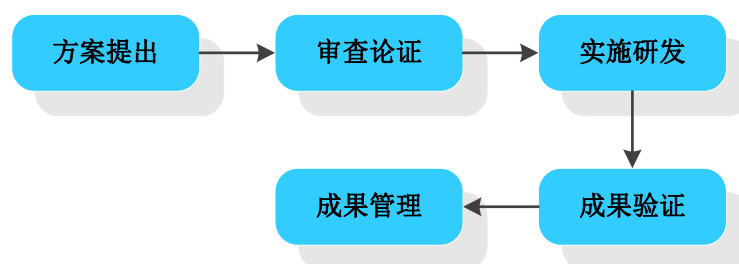 方案提出
审查论证
实施研发
成果验证
成果管理